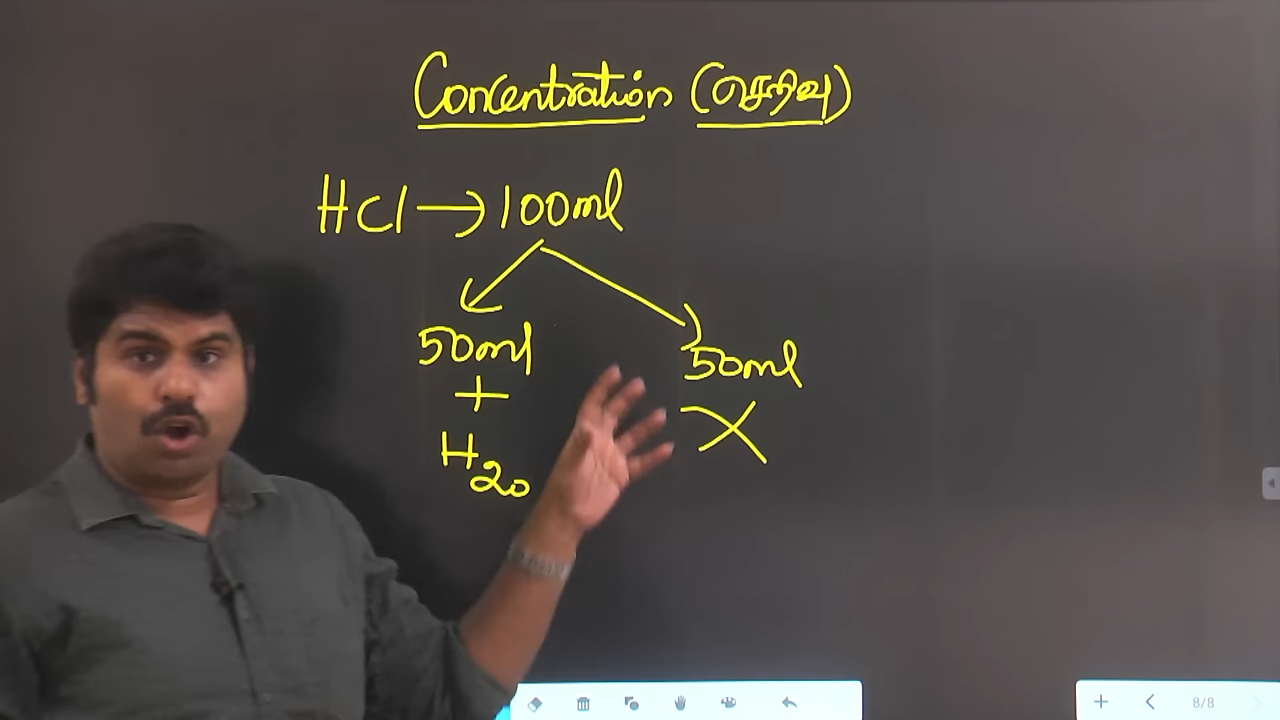 Concentration (செறிவு)
HCl → 100ml
50ml 50ml
+ X
H2O
8/8